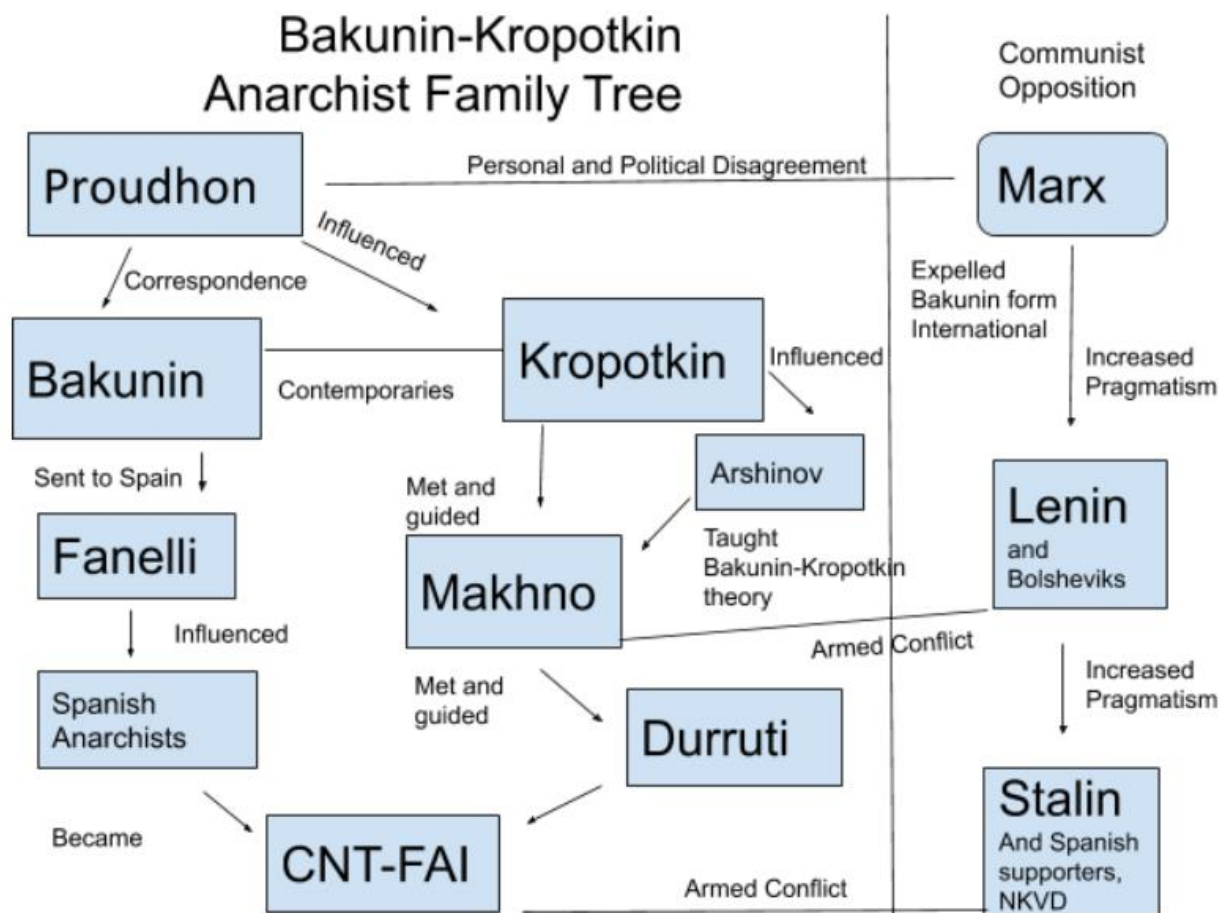 Bakunin-Kropotkin
Anarchist Family Tree
Communist
Opposition
Proudhon
Personal and Political Disagreement
Marx
Influenced
Correspondence
Expelled
Bakunin form
International
Bakunin
Contemporaries
Kropotkin
Influenced
Increased
Pragmatism
Sent to Spain
Met and
guided
Arshinov
Lenin
and
Bolsheviks
Fanelli
Makhno
Taught
Bakunin-Kropotkin
theory
Influenced
Armed Conflict
Spanish
Anarchists
Met and
guided
Increased
Pragmatism
Durruti
Stalin
And Spanish
supporters,
NKVD
Became
CNT-FAI
Armed Conflict